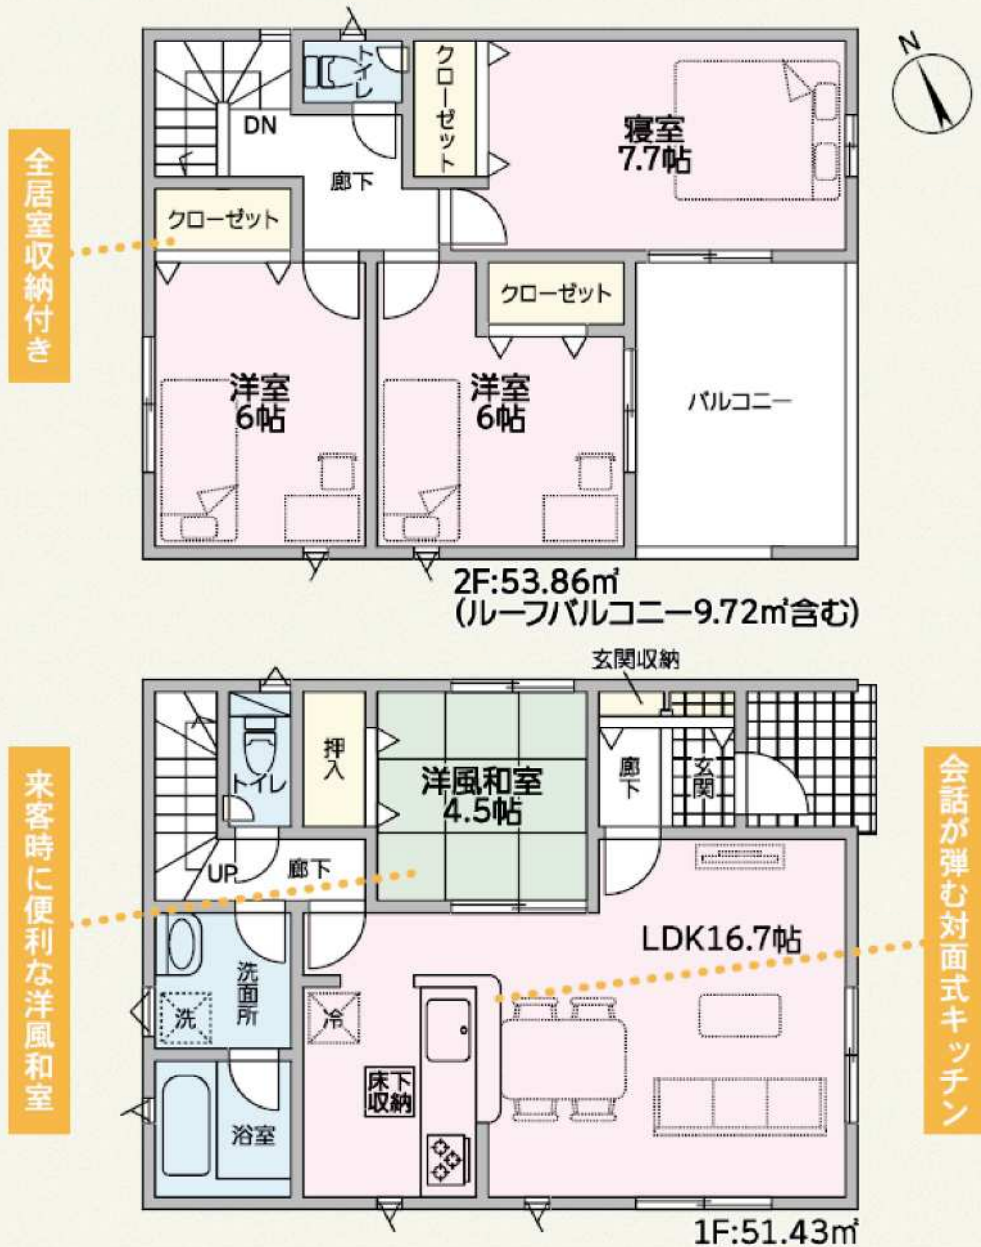 N
トイレ
クローゼット
DN
寝室
7.7帖
廊下
全居室収納付き
クローゼット
クローゼット
洋室
6帖
洋室
6帖
バルコニー
2F:53.86㎡
(ルーフバルコニー9.72㎡含む)
玄関収納
押入
トイレ
洋風和室
4.5帖
廊下
玄関
UP
廊下
来客時に便利な洋風和室
会話が弾む対面式キッチン
LDK16.7帖
洗面所
洗
冷
床下
収納
浴室
1F:51.43㎡